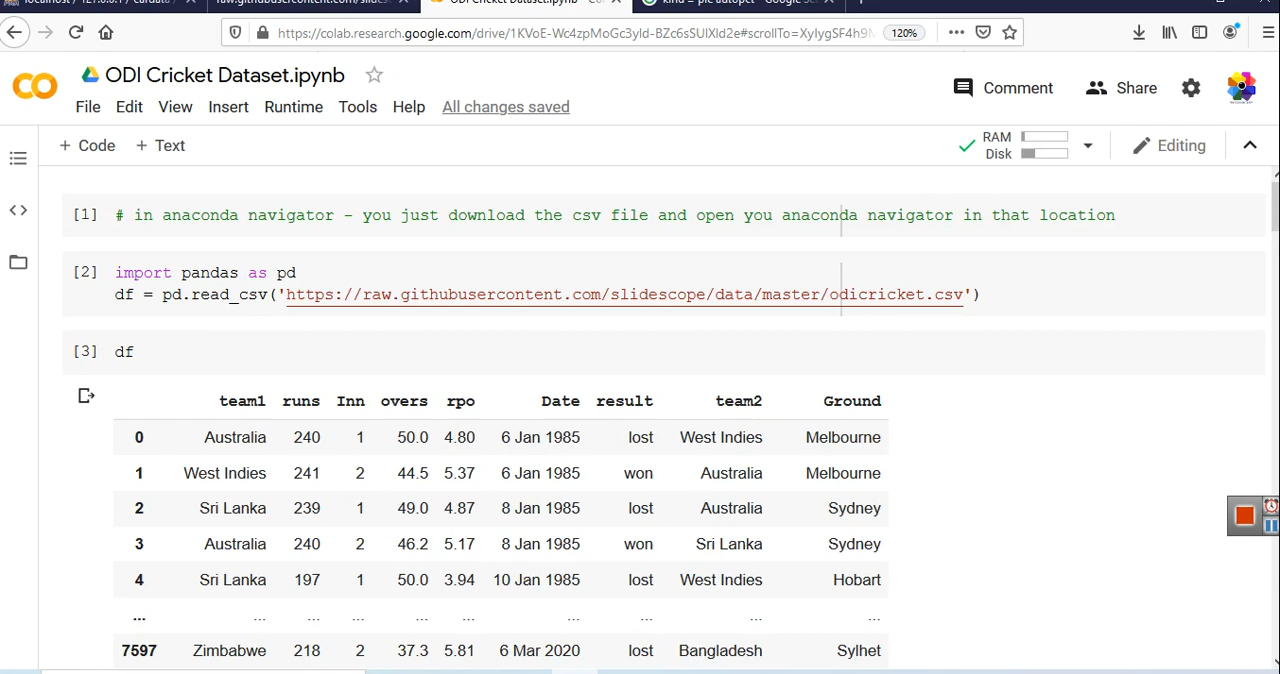 https://colab.research.google.com/drive/1KVoE-Wc4zpMoGc3yld-BZc6sSUIXld2e#scrollTo=XyIygSF4h9N
120%
ODI Cricket Dataset.ipynb
Comment
Share
File Edit View Insert Runtime Tools Help All changes saved
+ Code + Text
RAM
Disk
Editing
[1] # in anaconda navigator - you just download the csv file and open you anaconda navigator in that location
[2] import pandas as pd
df = pd.read_csv('https://raw.githubusercontent.com/slidescope/data/master/odicricket.csv')
[3] df
team1 runs Inn overs rpo Date result team2 Ground
0 Australia 240 1 50.0 4.80 6 Jan 1985 lost West Indies Melbourne
1 West Indies 241 2 44.5 5.37 6 Jan 1985 won Australia Melbourne
2 Sri Lanka 239 1 49.0 4.87 8 Jan 1985 lost Australia Sydney
3 Australia 240 2 46.2 5.17 8 Jan 1985 won Sri Lanka Sydney
4 Sri Lanka 197 1 50.0 3.94 10 Jan 1985 lost West Indies Hobart
... ... ... ... ... ... ... ... ... ...
7597 Zimbabwe 218 2 37.3 5.81 6 Mar 2020 lost Bangladesh Sylhet